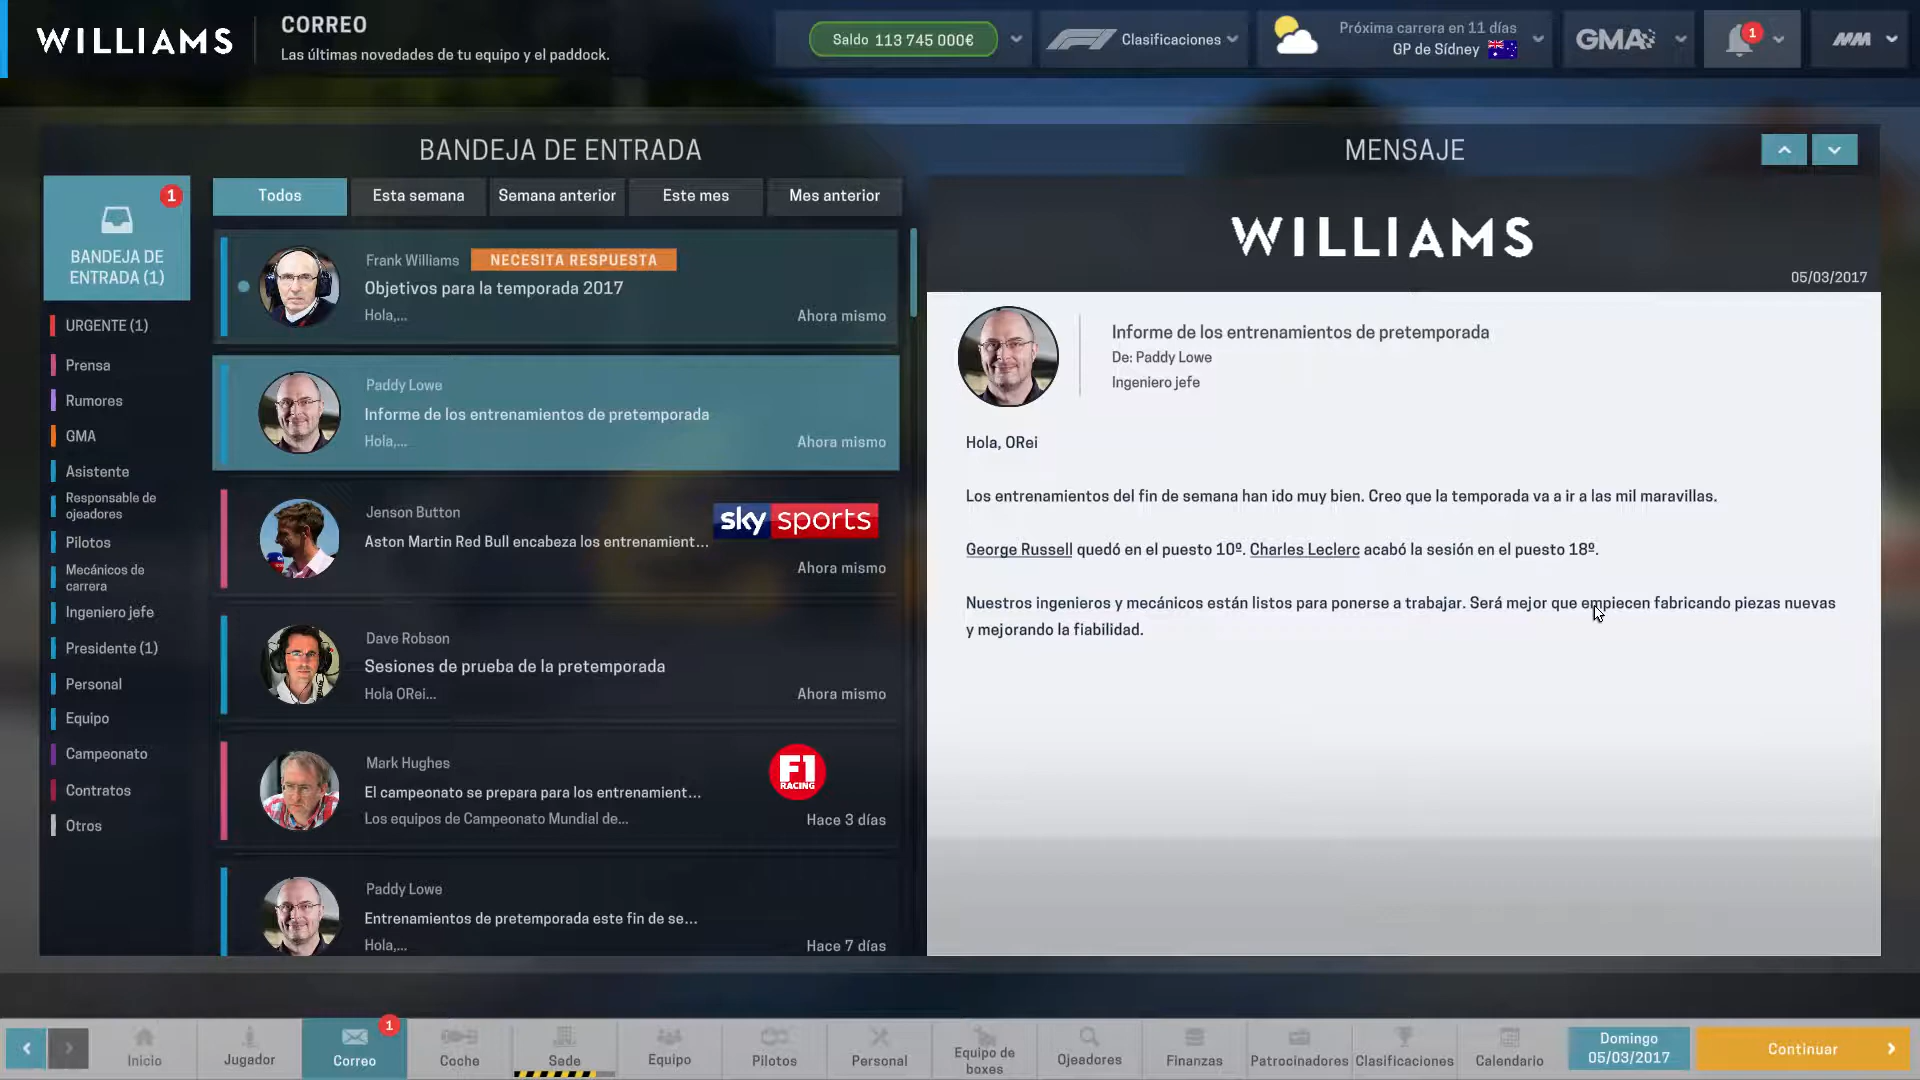 WILLIAMS
CORREO
Las últimas novedades de tu equipo y el paddock.
Saldo 113 745 000€
Clasificaciones
Próxima carrera en 11 días
GP de Sídney
GMA
1
BANDEJA DE ENTRADA
MENSAJE
1
BANDEJA DE
ENTRADA (1)
URGENTE (1)
Prensa
Rumores
GMA
Asistente
Responsable de
ojeadores
Pilotos
Mecánicos de
carrera
Ingeniero jefe
Presidente (1)
Personal
Equipo
Campeonato
Contratos
Otros
Todos
Esta semana
Semana anterior
Este mes
Mes anterior
Frank Williams
NECESITA RESPUESTA
Objetivos para la temporada 2017
Hola,...
Ahora mismo
Paddy Lowe
Informe de los entrenamientos de pretemporada
Hola,...
Ahora mismo
Jenson Button
sky sports
Aston Martin Red Bull encabeza los entrenamient...
Ahora mismo
Dave Robson
Sesiones de prueba de la pretemporada
Hola ORei...
Ahora mismo
Mark Hughes
F1
RACING
El campeonato se prepara para los entrenamient...
Los equipos de Campeonato Mundial de...
Hace 3 días
Paddy Lowe
Entrenamientos de pretemporada este fin de se...
Hola,...
Hace 7 días
WILLIAMS
05/03/2017
Informe de los entrenamientos de pretemporada
De: Paddy Lowe
Ingeniero jefe
Hola, ORei
Los entrenamientos del fin de semana han ido muy bien. Creo que la temporada va a ir a las mil maravillas.
George Russell quedó en el puesto 10º. Charles Leclerc acabó la sesión en el puesto 18º.
Nuestros ingenieros y mecánicos están listos para ponerse a trabajar. Será mejor que empiecen fabricando piezas nuevas
y mejorando la fiabilidad.
Inicio
Jugador
1
Correo
Coche
Sede
Equipo
Pilotos
Personal
Equipo de
boxes
Ojeadores
Finanzas
Patrocinadores
Clasificaciones
Calendario
Domingo
05/03/2017
Continuar